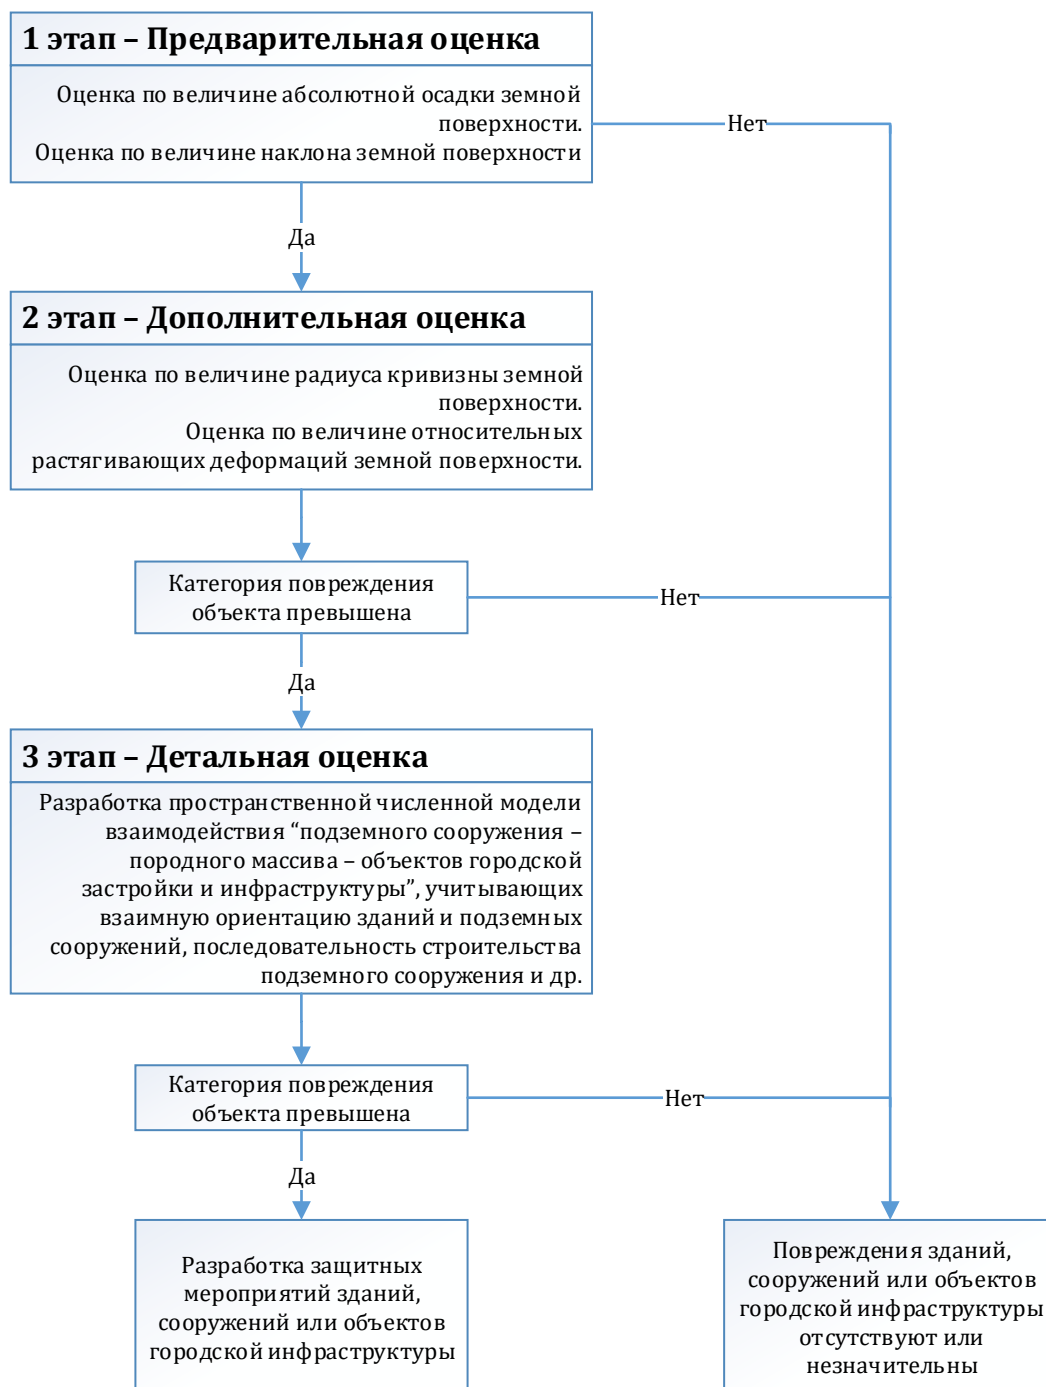 1 этап – Предварительная оценка
Оценка по величине абсолютной осадки земной
поверхности.
Оценка по величине наклона земной поверхности
Нет
Да
2 этап – Дополнительная оценка
Оценка по величине радиуса кривизны земной
поверхности.
Оценка по величине относительных
растягивающих деформаций земной поверхности.
Категория повреждения
объекта превышена
Нет
Да
3 этап – Детальная оценка
Разработка пространственной численной модели
взаимодействия “подземного сооружения –
породного массива – объектов городской
застройки и инфраструктуры”, учитывающих
взаимную ориентацию зданий и подземных
сооружений, последовательность строительства
подземного сооружения и др.
Категория повреждения
объекта превышена
Нет
Да
Разработка защитных
мероприятий зданий,
сооружений или объектов
городской инфраструктуры
Повреждения зданий,
сооружений или объектов
городской инфраструктуры
отсутствуют или
незначительны